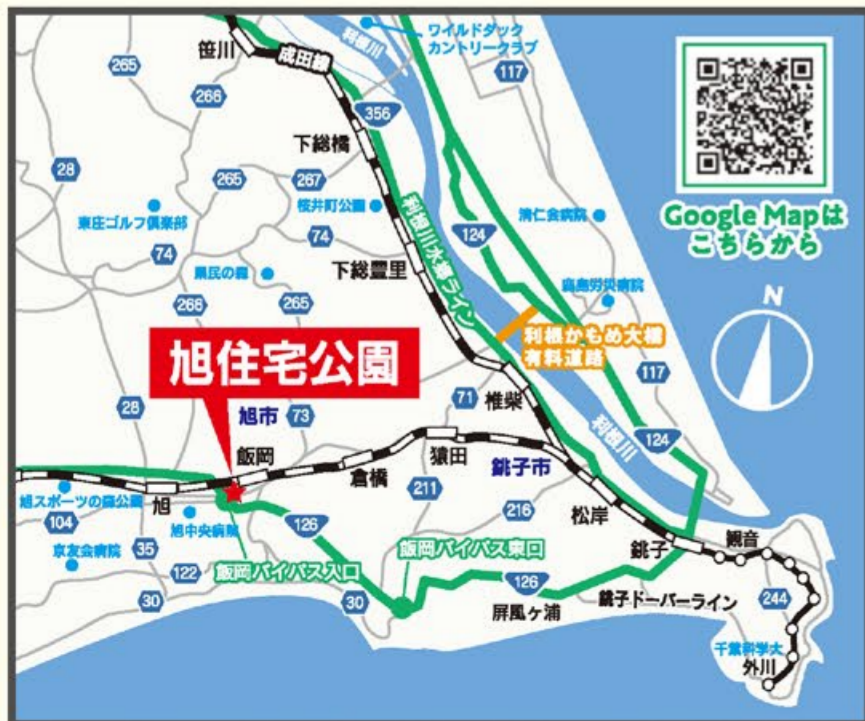 ワイルドダック
カントリークラブ
利根川
笹川
成田線
117
265
266
356
下総橘
28
265
267
桜井町公園
東庄ゴルフ倶楽部
74
74
利根川水郷ライン
124
済仁会病院
Google Mapは
こちらから
県民の森
下総豊里
266
265
鹿島労災病院
N
利根かもめ大橋
有料道路
旭住宅公園
117
28
旭市
73
71
椎柴
利根川
124
飯岡
倉橋
猿田
銚子市
旭スポーツの森公園
旭
211
216
松岸
104
旭中央病院
126
銚子
観音
京友会病院
35
飯岡バイパス入口
飯岡バイパス東口
122
126
30
30
屏風ヶ浦
銚子ドーバーライン
244
千葉科学大
外川